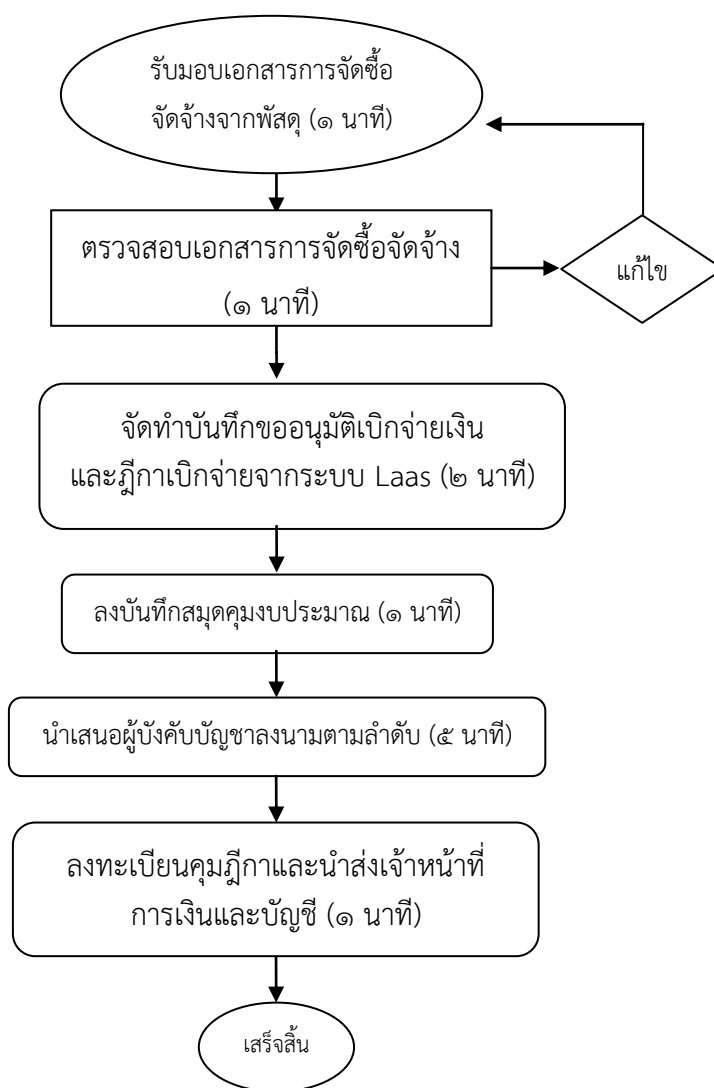 รับมอบเอกสารการจัดซื้อ
จัดจ้างจากพัสดุ (๑ นาที)
ตรวจสอบเอกสารการจัดซื้อจัดจ้าง
(๑ นาที)
แก้ไข
จัดทำบันทึกขออนุมัติเบิกจ่ายเงิน
และฎีกาเบิกจ่ายจากระบบ Laas (๒ นาที)
ลงบันทึกสมุดคุมงบประมาณ (๑ นาที)
นำเสนอผู้บังคับบัญชาลงนามตามลำดับ (๕ นาที)
ลงทะเบียนคุมฎีกาและนำส่งเจ้าหน้าที่
การเงินและบัญชี (๑ นาที)
เสร็จสิ้น